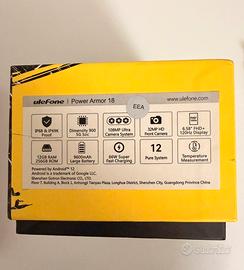 uleFone | Power Armor 18
www.ulefone.com
EEA
IP68 & IP69K Proof
Dimensity 900 5G Soc
108MP Ultra Camera System
32MP HD Front Camera
6.58" FHD+ 120Hz Display
12GB RAM 256GB ROM
9600mAh Large Battery
66W Super Fast Charging
12
Pure System
Temperature Measurement
Powered by Android™ 12
Android is a trademark of Google LLC.
Shenzhen Gotron Electronic CO., LTD.
Floor 7, Building A, Block 2, Anhongji Tianyao Plaza, Longhua District, Shenzhen City, Guangdong Province China
subito